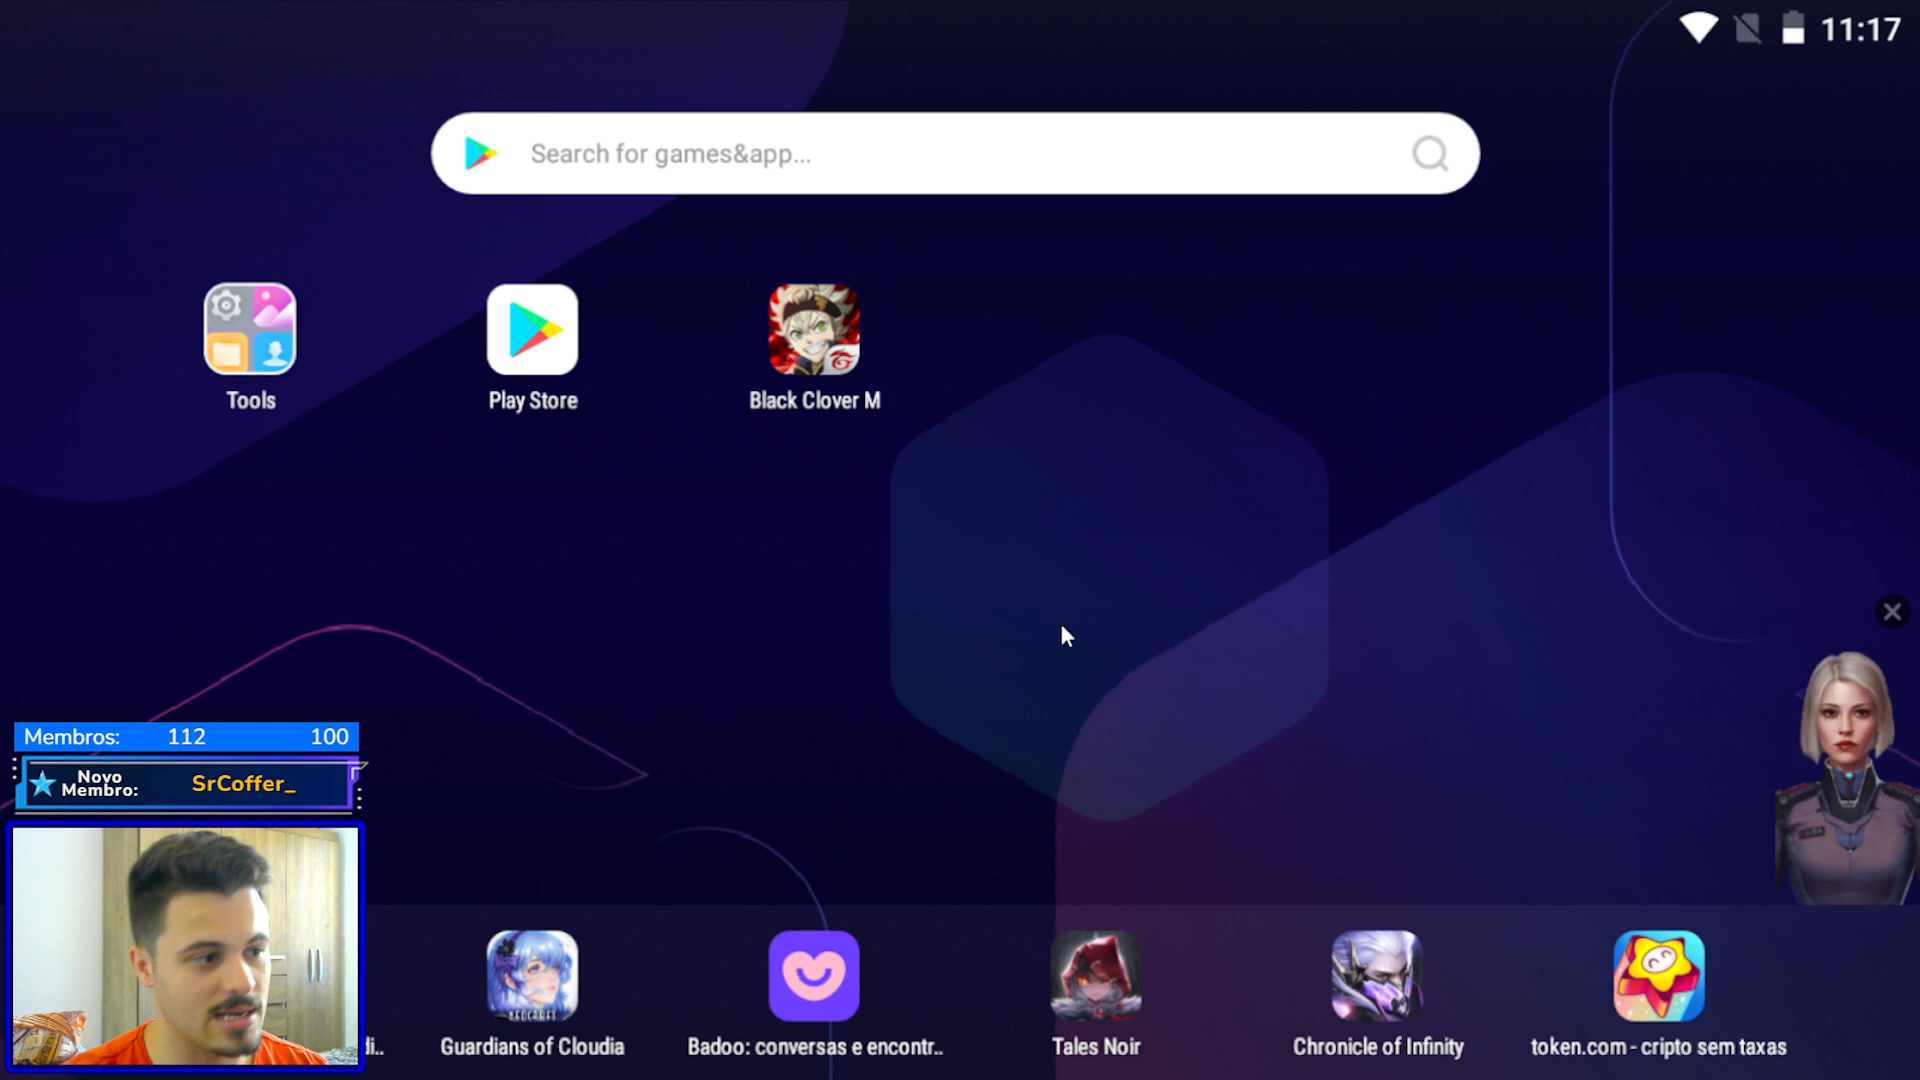 11:17
Search for games&app...
Tools
Play Store
Black Clover M
Membros: 112 100
Novo
Membro:
SrCoffer_
di..
Guardians of Cloudia
Badoo: conversas e encontr..
Tales Noir
Chronicle of Infinity
token.com - cripto sem taxas